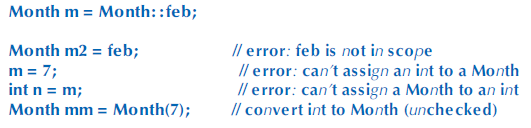 Month m = Month::feb;
Month m2 = feb; // error: feb is not in scope
m = 7; // error: can't assign an int to a Month
int n = m; // error: can't assign a Month to an int
Month mm = Month(7); // convert int to Month (unchecked)